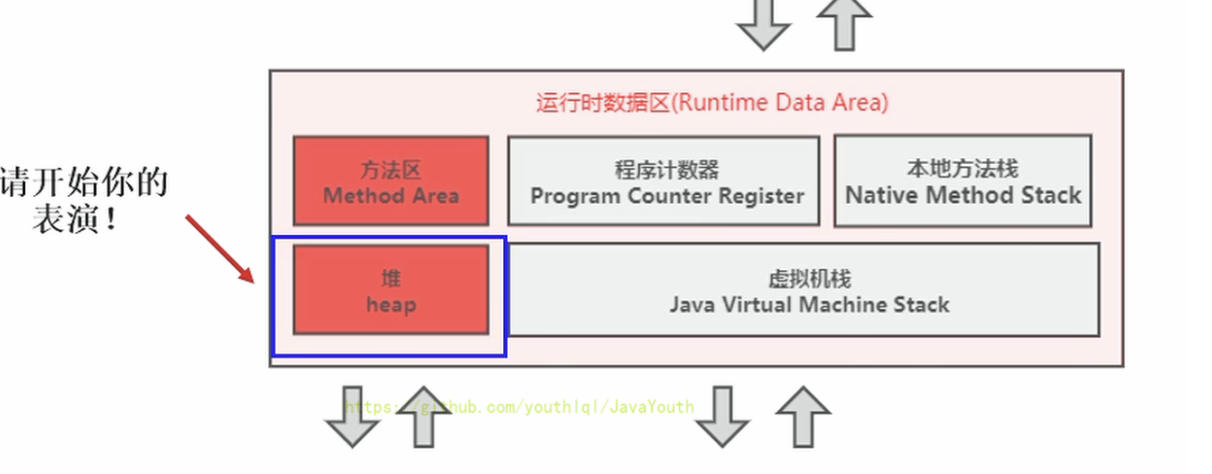 运行时数据区(Runtime Data Area)
请开始你的
表演！
方法区
Method Area
程序计数器
Program Counter Register
本地方法栈
Native Method Stack
堆
heap
虚拟机栈
Java Virtual Machine Stack
https://github.com/youthlql/JavaYouth